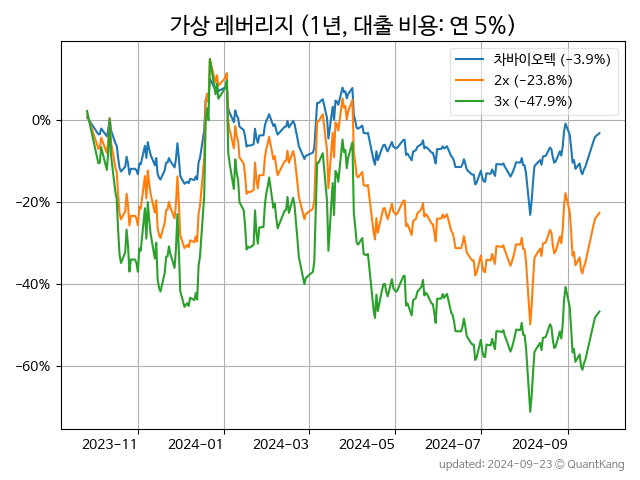 가상 레버리지 (1년, 대출 비용: 연 5%)
차바이오텍 (−3.9%)
2x (−23.8%)
3x (−47.9%)
0%
−20%
−40%
−60%
2023-11 2024-01 2024-03 2024-05 2024-07 2024-09
updated: 2024-09-23 © QuantKang